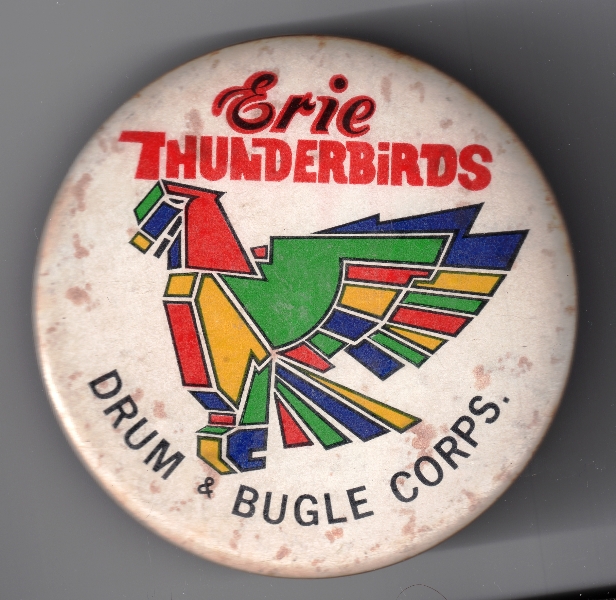 Erie
THUNDERBiRDS
DRUM & BUGLE CORPS.